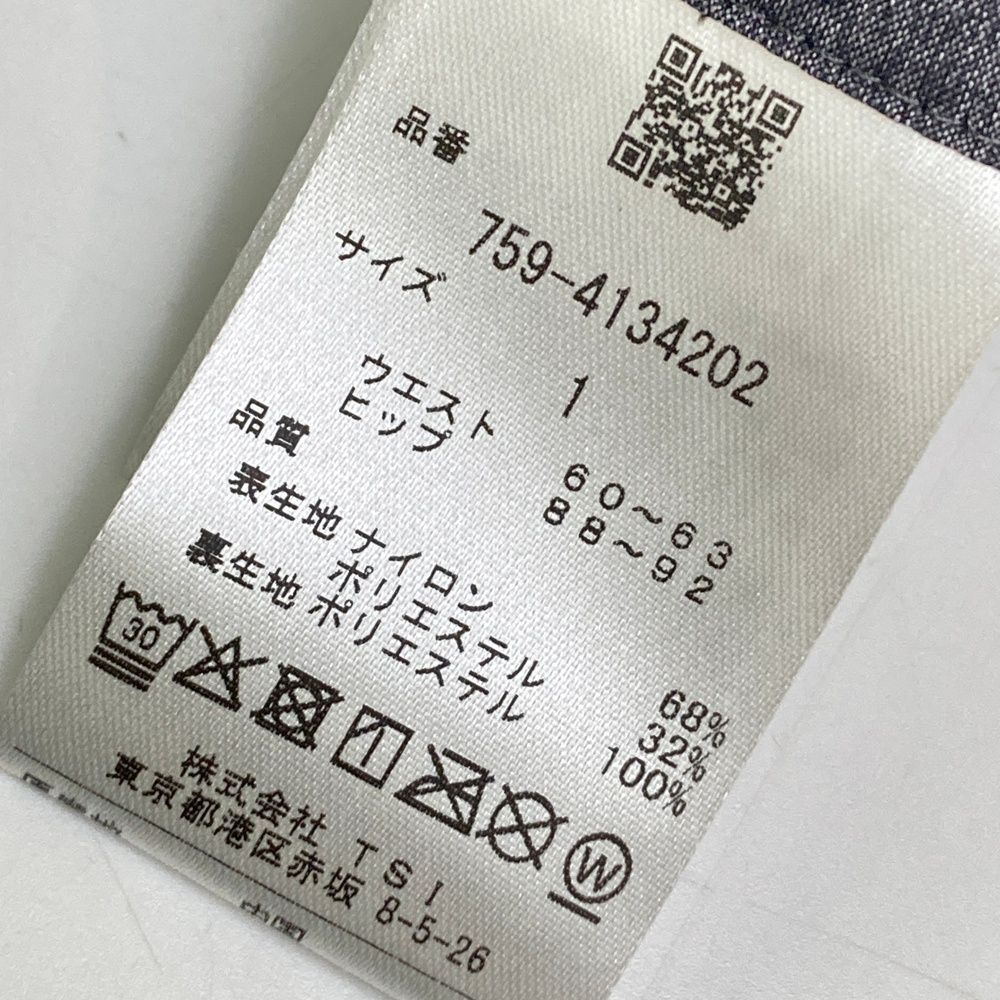 品番
759-4134202
サイズ
1
ウエスト 60～63
ヒップ 88～92
品質
表生地 ナイロン 68%
ポリエステル 32%
裏生地 ポリエステル 100%
30
W
株式会社 TSI
東京都港区赤坂 8-5-26